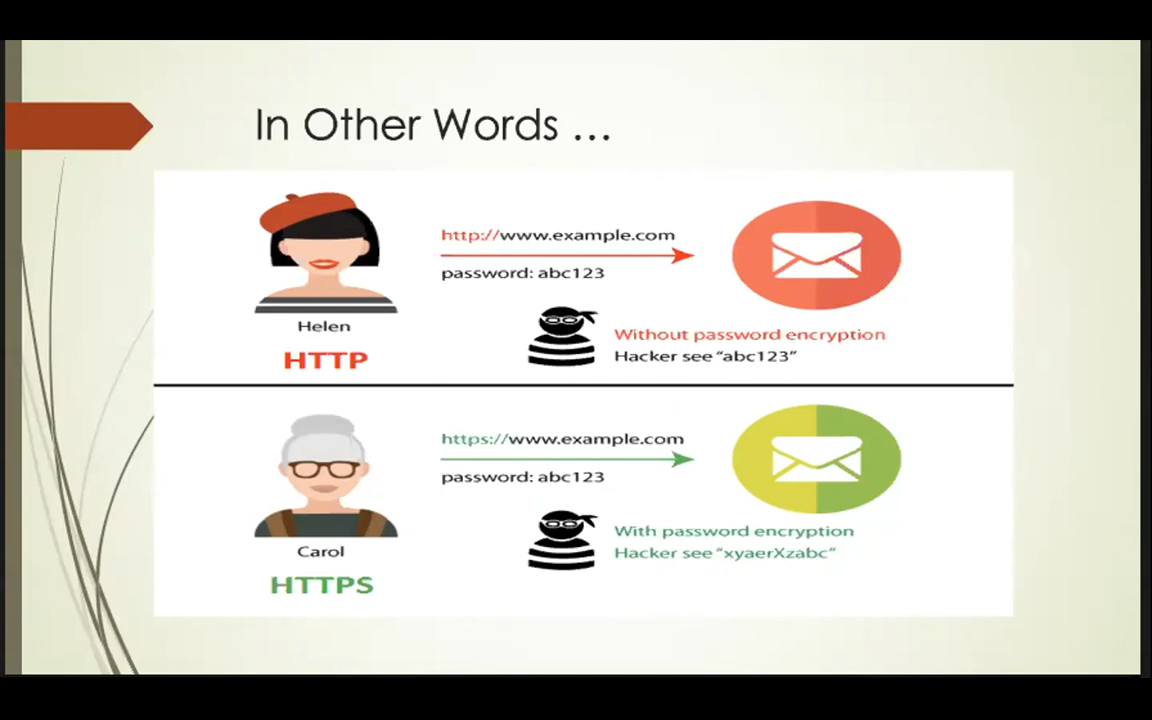 In Other Words ...
http://www.example.com
password: abc123
Helen
HTTP
Without password encryption
Hacker see “abc123”
https://www.example.com
password: abc123
Carol
HTTPS
With password encryption
Hacker see “xyaerXzabc”